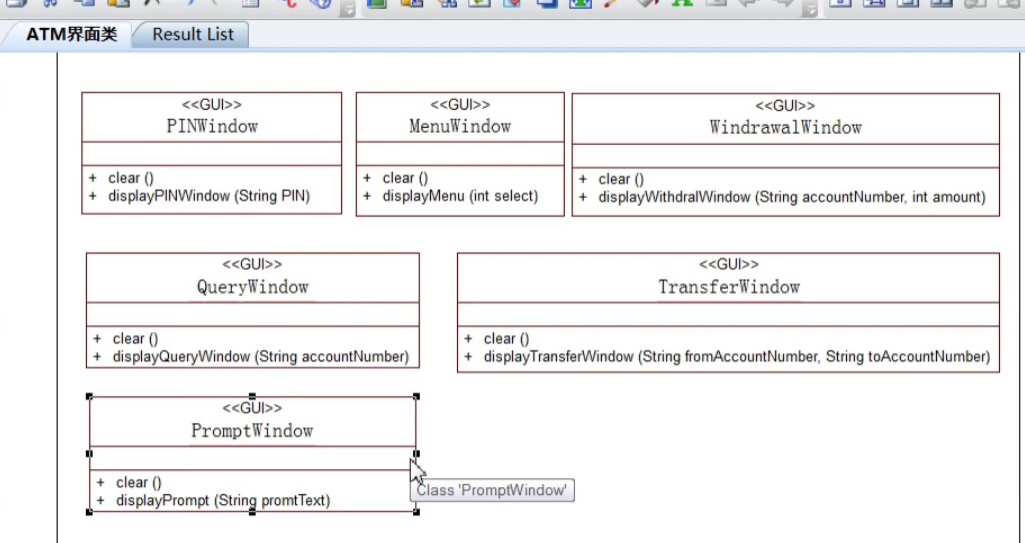 ATM界面类
Result List
<<GUI>>
PINWindow
+ clear ()
+ displayPINWindow (String PIN)
<<GUI>>
MenuWindow
+ clear ()
+ displayMenu (int select)
<<GUI>>
WindrawalWindow
+ clear ()
+ displayWithdralWindow (String accountNumber, int amount)
<<GUI>>
QueryWindow
+ clear ()
+ displayQueryWindow (String accountNumber)
<<GUI>>
TransferWindow
+ clear ()
+ displayTransferWindow (String fromAccountNumber, String toAccountNumber)
<<GUI>>
PromptWindow
+ clear ()
+ displayPrompt (String promtText)
Class 'PromptWindow'